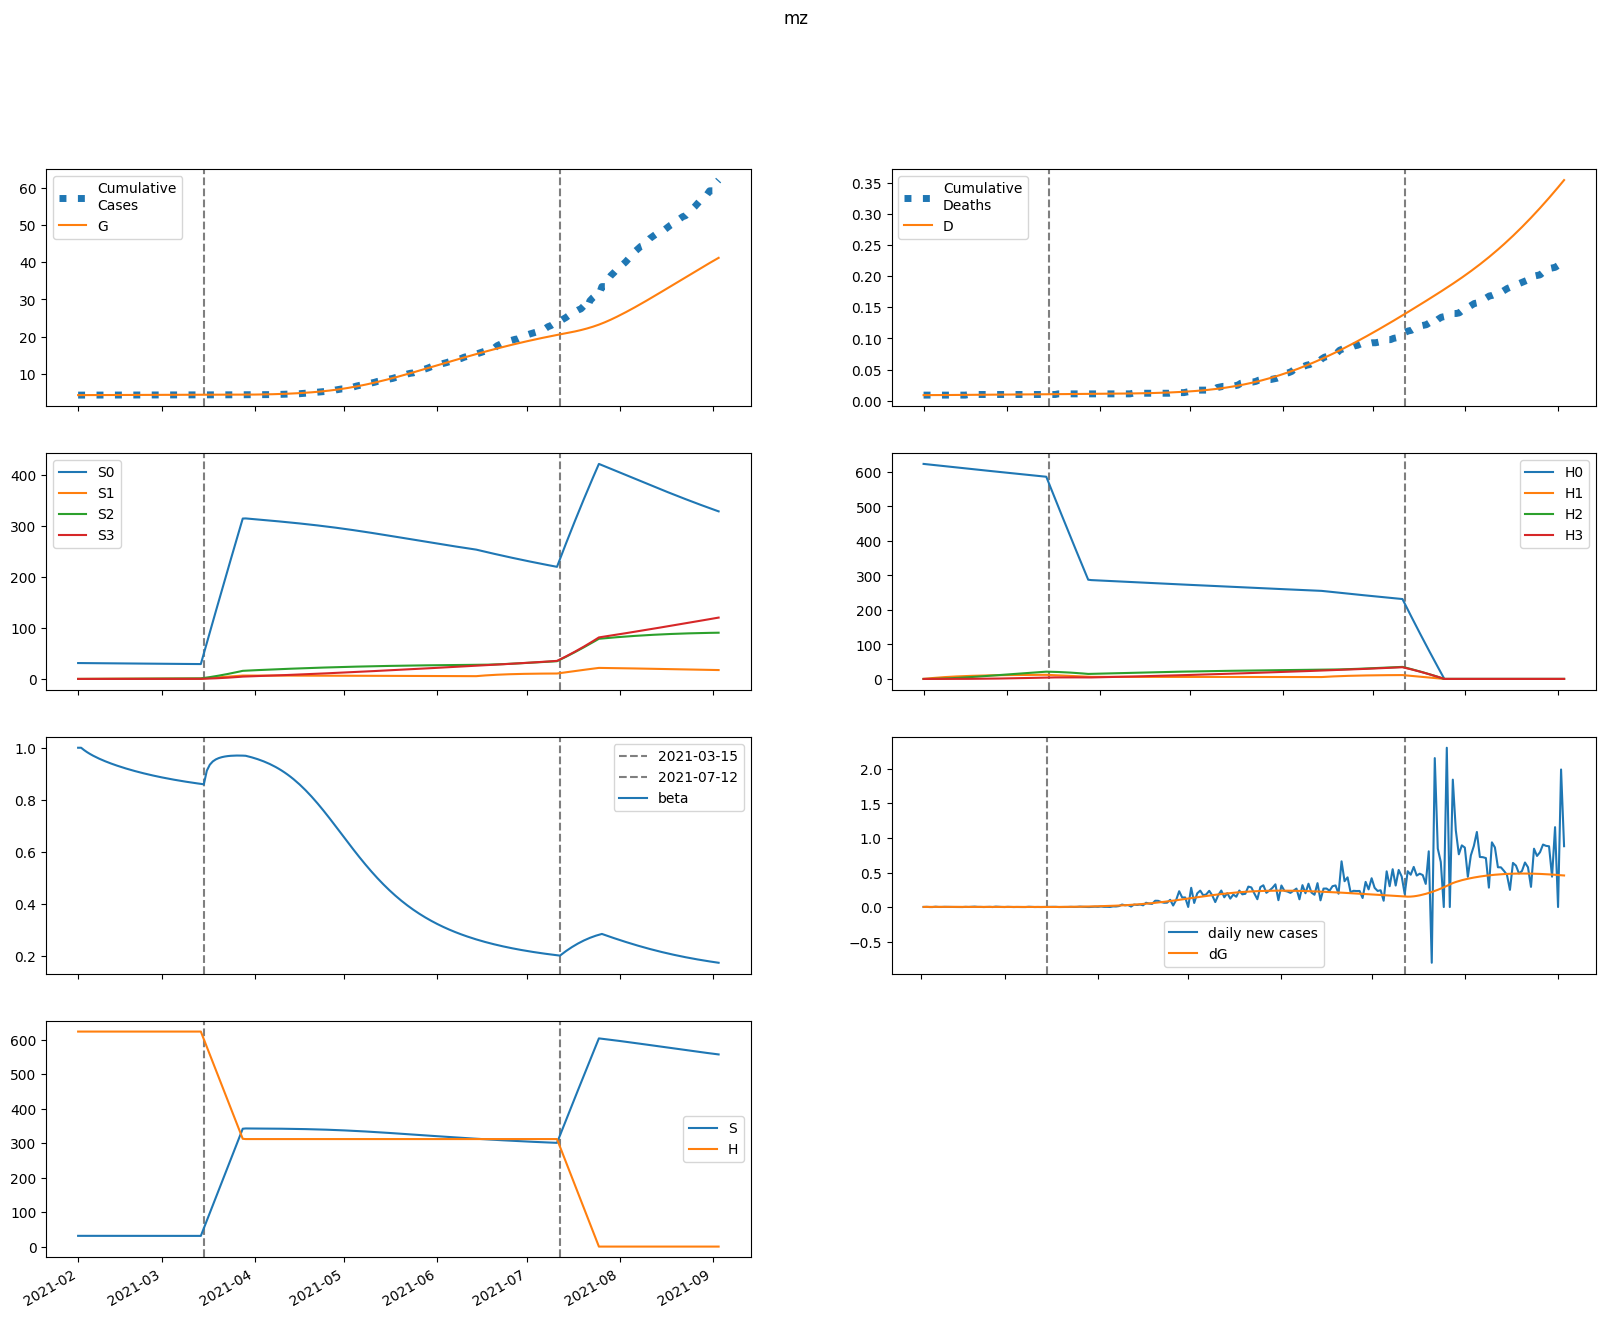 mz
60
50
40
30
20
10
Cumulative
Cases
G
0.35
0.30
0.25
0.20
0.15
0.10
0.05
0.00
Cumulative
Deaths
D
400
300
200
100
0
S0
S1
S2
S3
600
500
400
300
200
100
0
H0
H1
H2
H3
1.0
0.8
0.6
0.4
0.2
2021-03-15
2021-07-12
beta
2.0
1.5
1.0
0.5
0.0
−0.5
daily new cases
dG
600
500
400
300
200
100
0
S
H
2021-02
2021-03
2021-04
2021-05
2021-06
2021-07
2021-08
2021-09